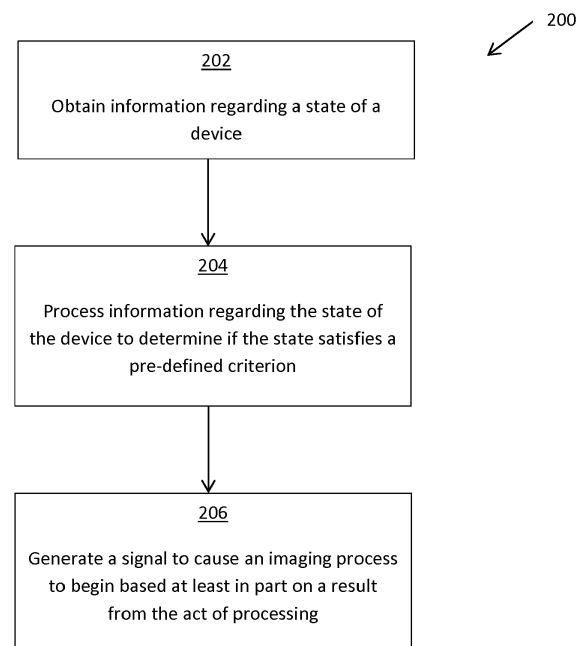 200
202
Obtain information regarding a state of a
device
204
Process information regarding the state of
the device to determine if the state satisfies a
pre-defined criterion
206
Generate a signal to cause an imaging process
to begin based at least in part on a result
from the act of processing